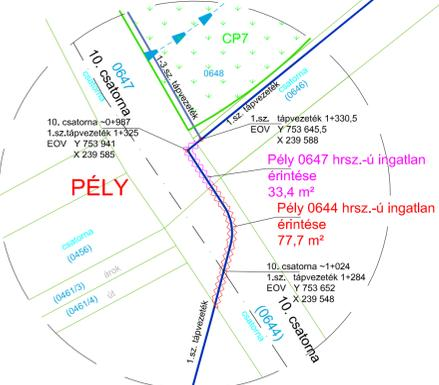 CP7
0648
0647
csatorna
10. csatorna
1-3.sz. tápvezeték
1.sz. tápvezeték
csatorna
(0646)
10. csatorna ~0+987
1.sz.tápvezeték 1+325
EOV Y 753 941
X 239 585
1.sz. tápvezeték 1+330,5
EOV Y 753 645,5
X 239 588
PÉLY
Pély 0647 hrsz.-ú ingatlan
érintése
33,4 m²
Pély 0644 hrsz.-ú ingatlan
érintése
77,7 m²
csatorna
(0456)
árok
(0461/3)
út
(0461/4)
10. csatorna ~1+024
1.sz. tápvezeték 1+284
EOV Y 753 652
X 239 548
1.sz. tápvezeték
csatorna
(0644)
10. csatorna